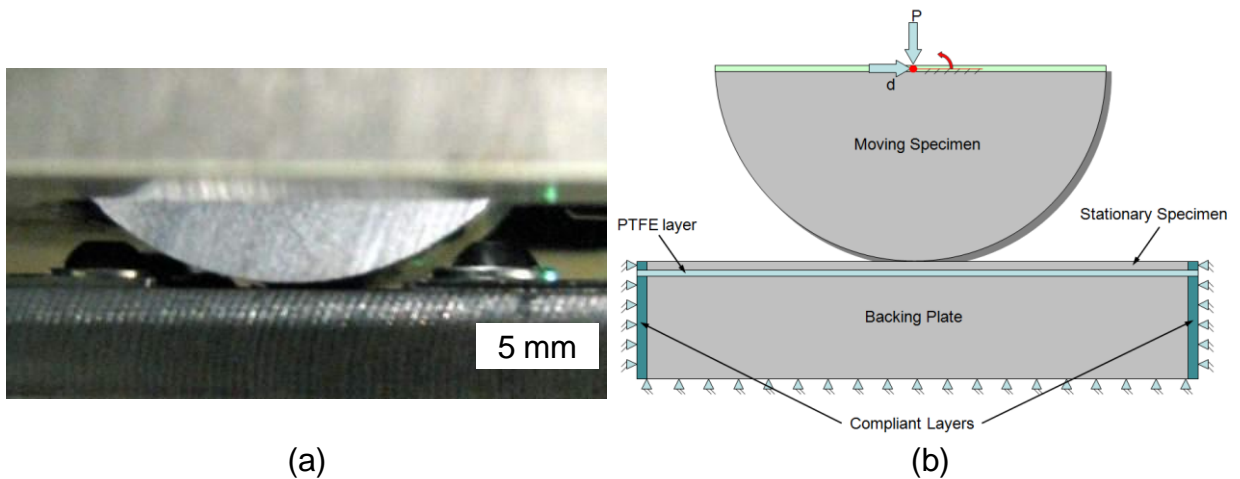 5 mm
(a)
P
d
Moving Specimen
PTFE layer
Stationary Specimen
Backing Plate
Compliant Layers
(b)